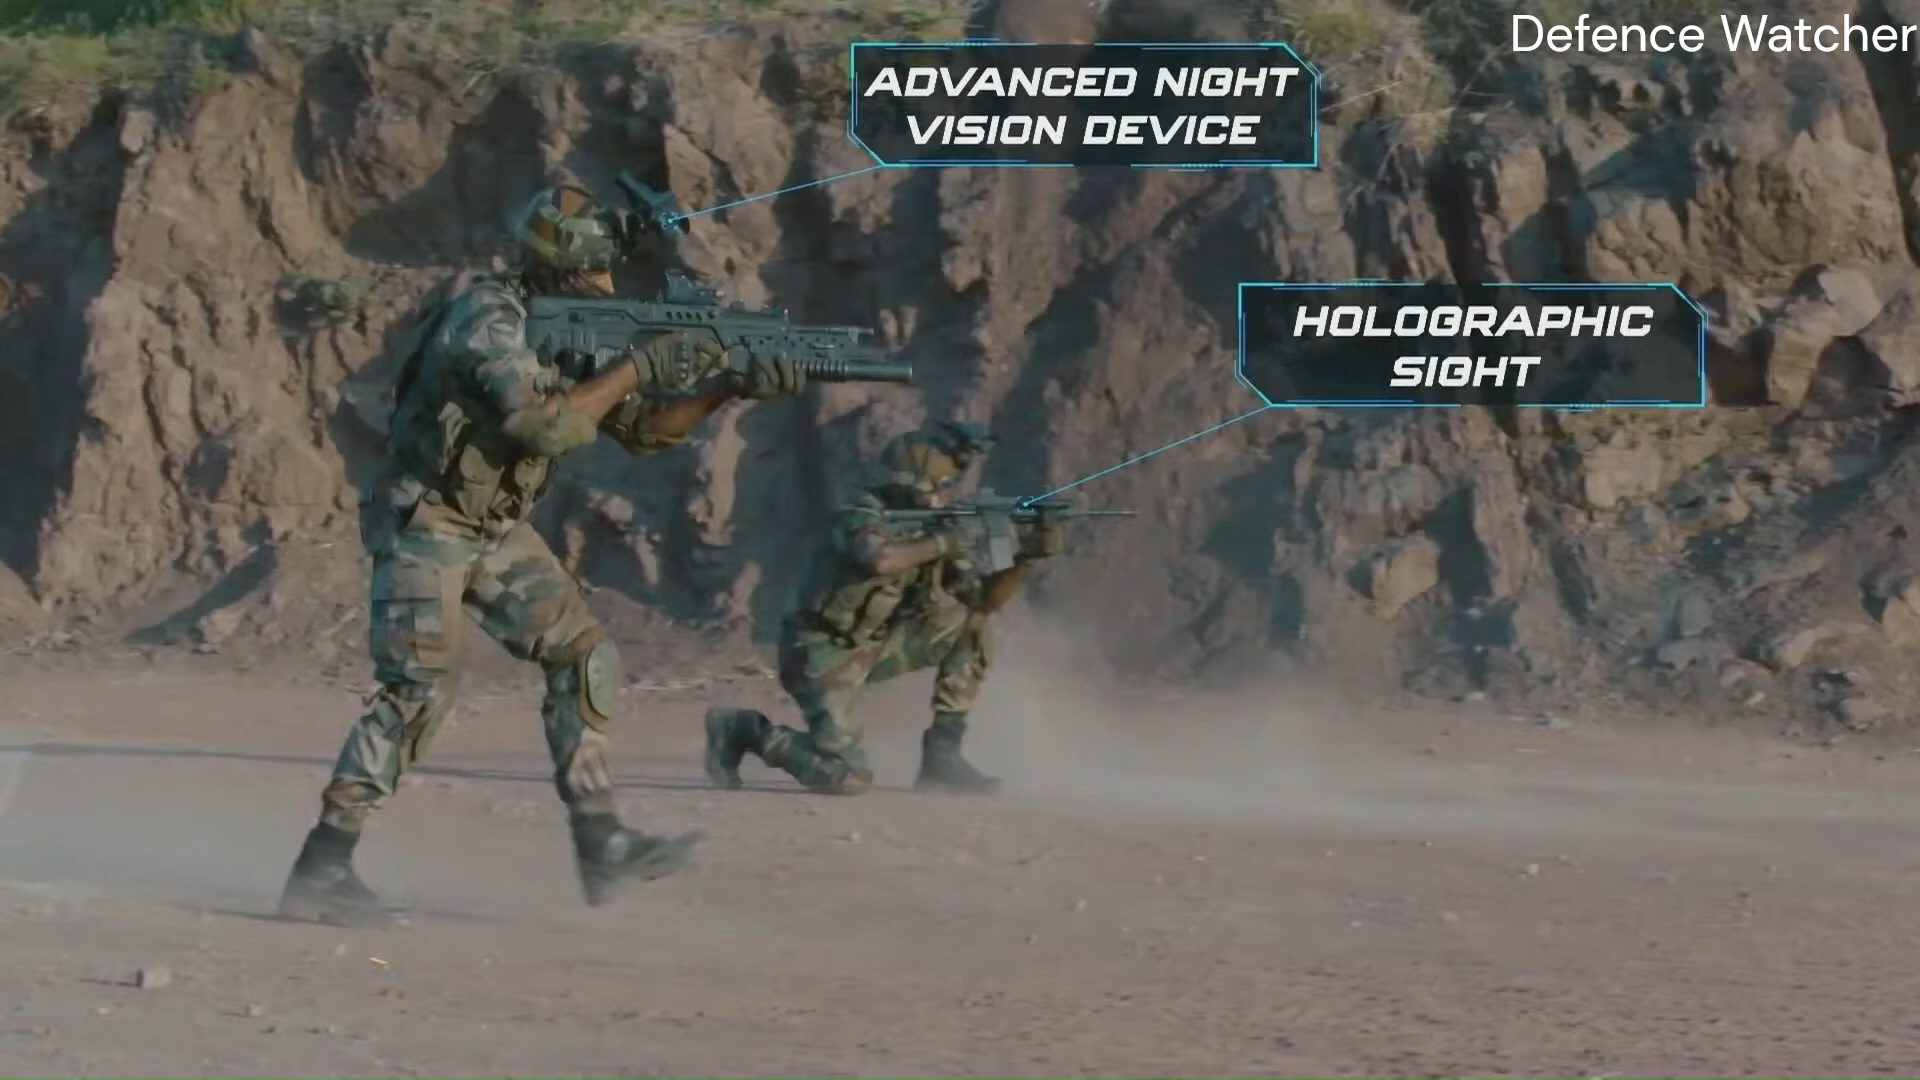 Defence Watcher
ADVANCED NIGHT
VISION DEVICE
HOLOGRAPHIC
SIGHT